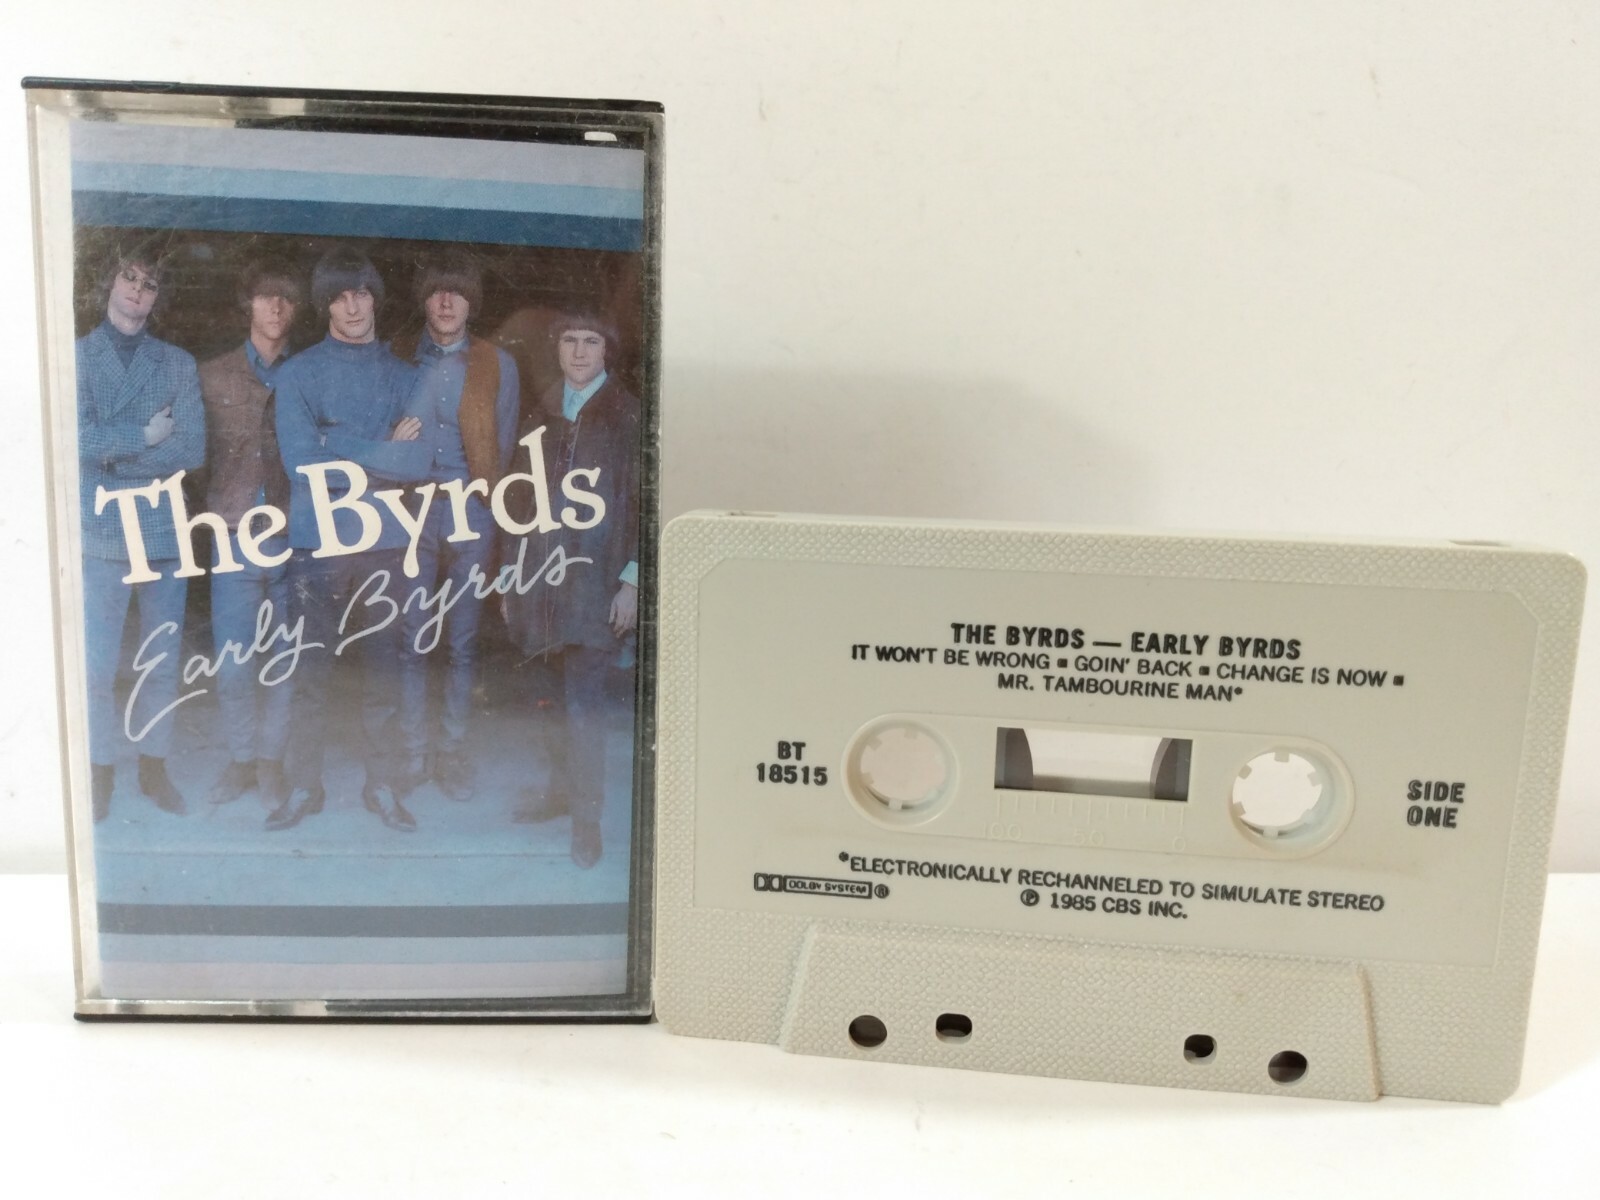 The Byrds
Early Byrds
THE BYRDS — EARLY BYRDS
IT WON'T BE WRONG ▪ GOIN' BACK ▪ CHANGE IS NOW ▪
MR. TAMBOURINE MAN*
BT
18515
SIDE
ONE
100 50 0
*ELECTRONICALLY RECHANNELED TO SIMULATE STEREO
DOLBY SYSTEM ®
℗ 1985 CBS INC.